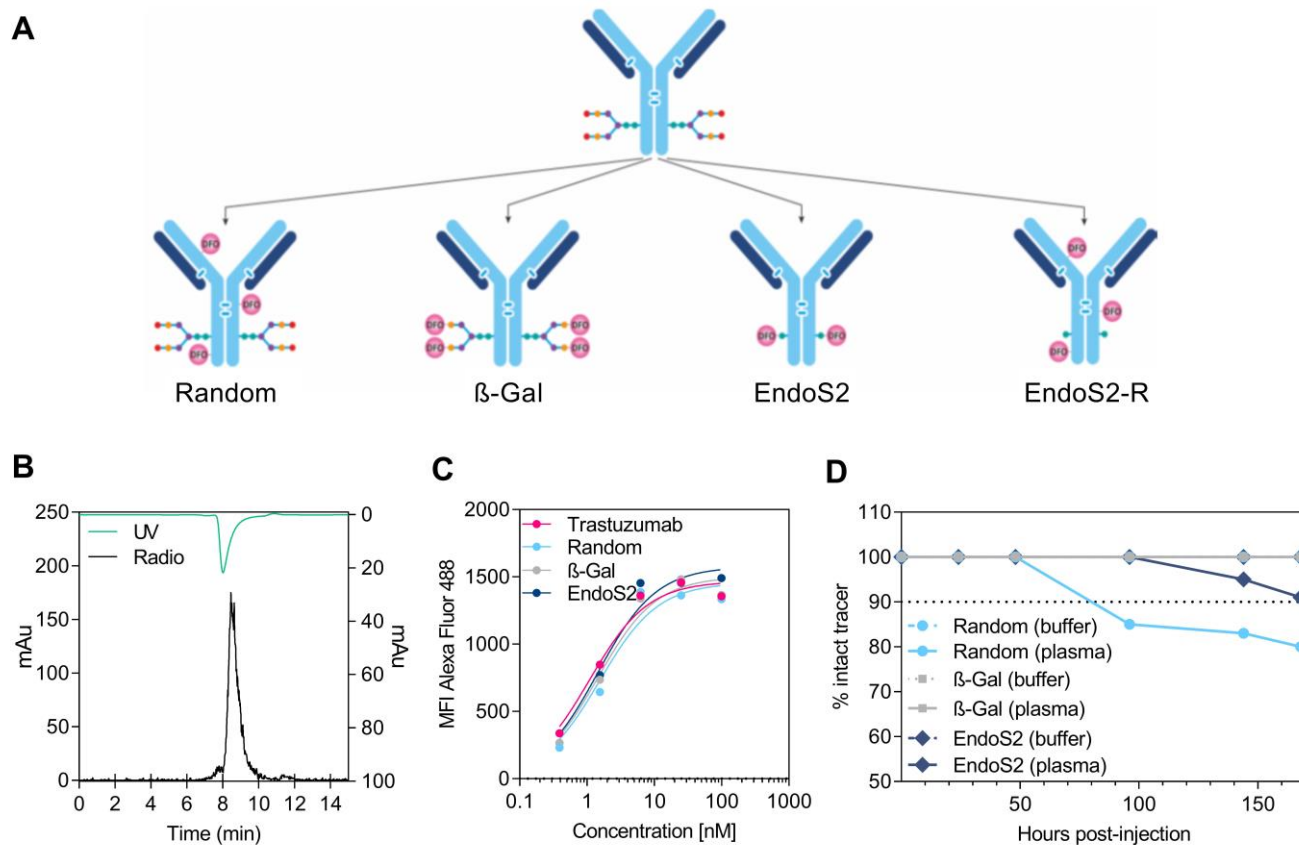 A
DFO
DFO
DFO
DFO
DFO
DFO
DFO
DFO
DFO
DFO
DFO
DFO
Random
ß-Gal
EndoS2
EndoS2-R
B
250
200
150
100
50
0
mAu
UV
Radio
0
20
40
60
80
100
mAu
0 2 4 6 8 10 12 14
Time (min)
C
2000
1500
1000
500
0
MFI Alexa Fluor 488
Trastuzumab
Random
ß-Gal
EndoS2
0.1 1 10 100 1000
Concentration [nM]
D
110
100
90
80
70
60
50
% intact tracer
Random (buffer)
Random (plasma)
ß-Gal (buffer)
ß-Gal (plasma)
EndoS2 (buffer)
EndoS2 (plasma)
50 100 150
Hours post-injection